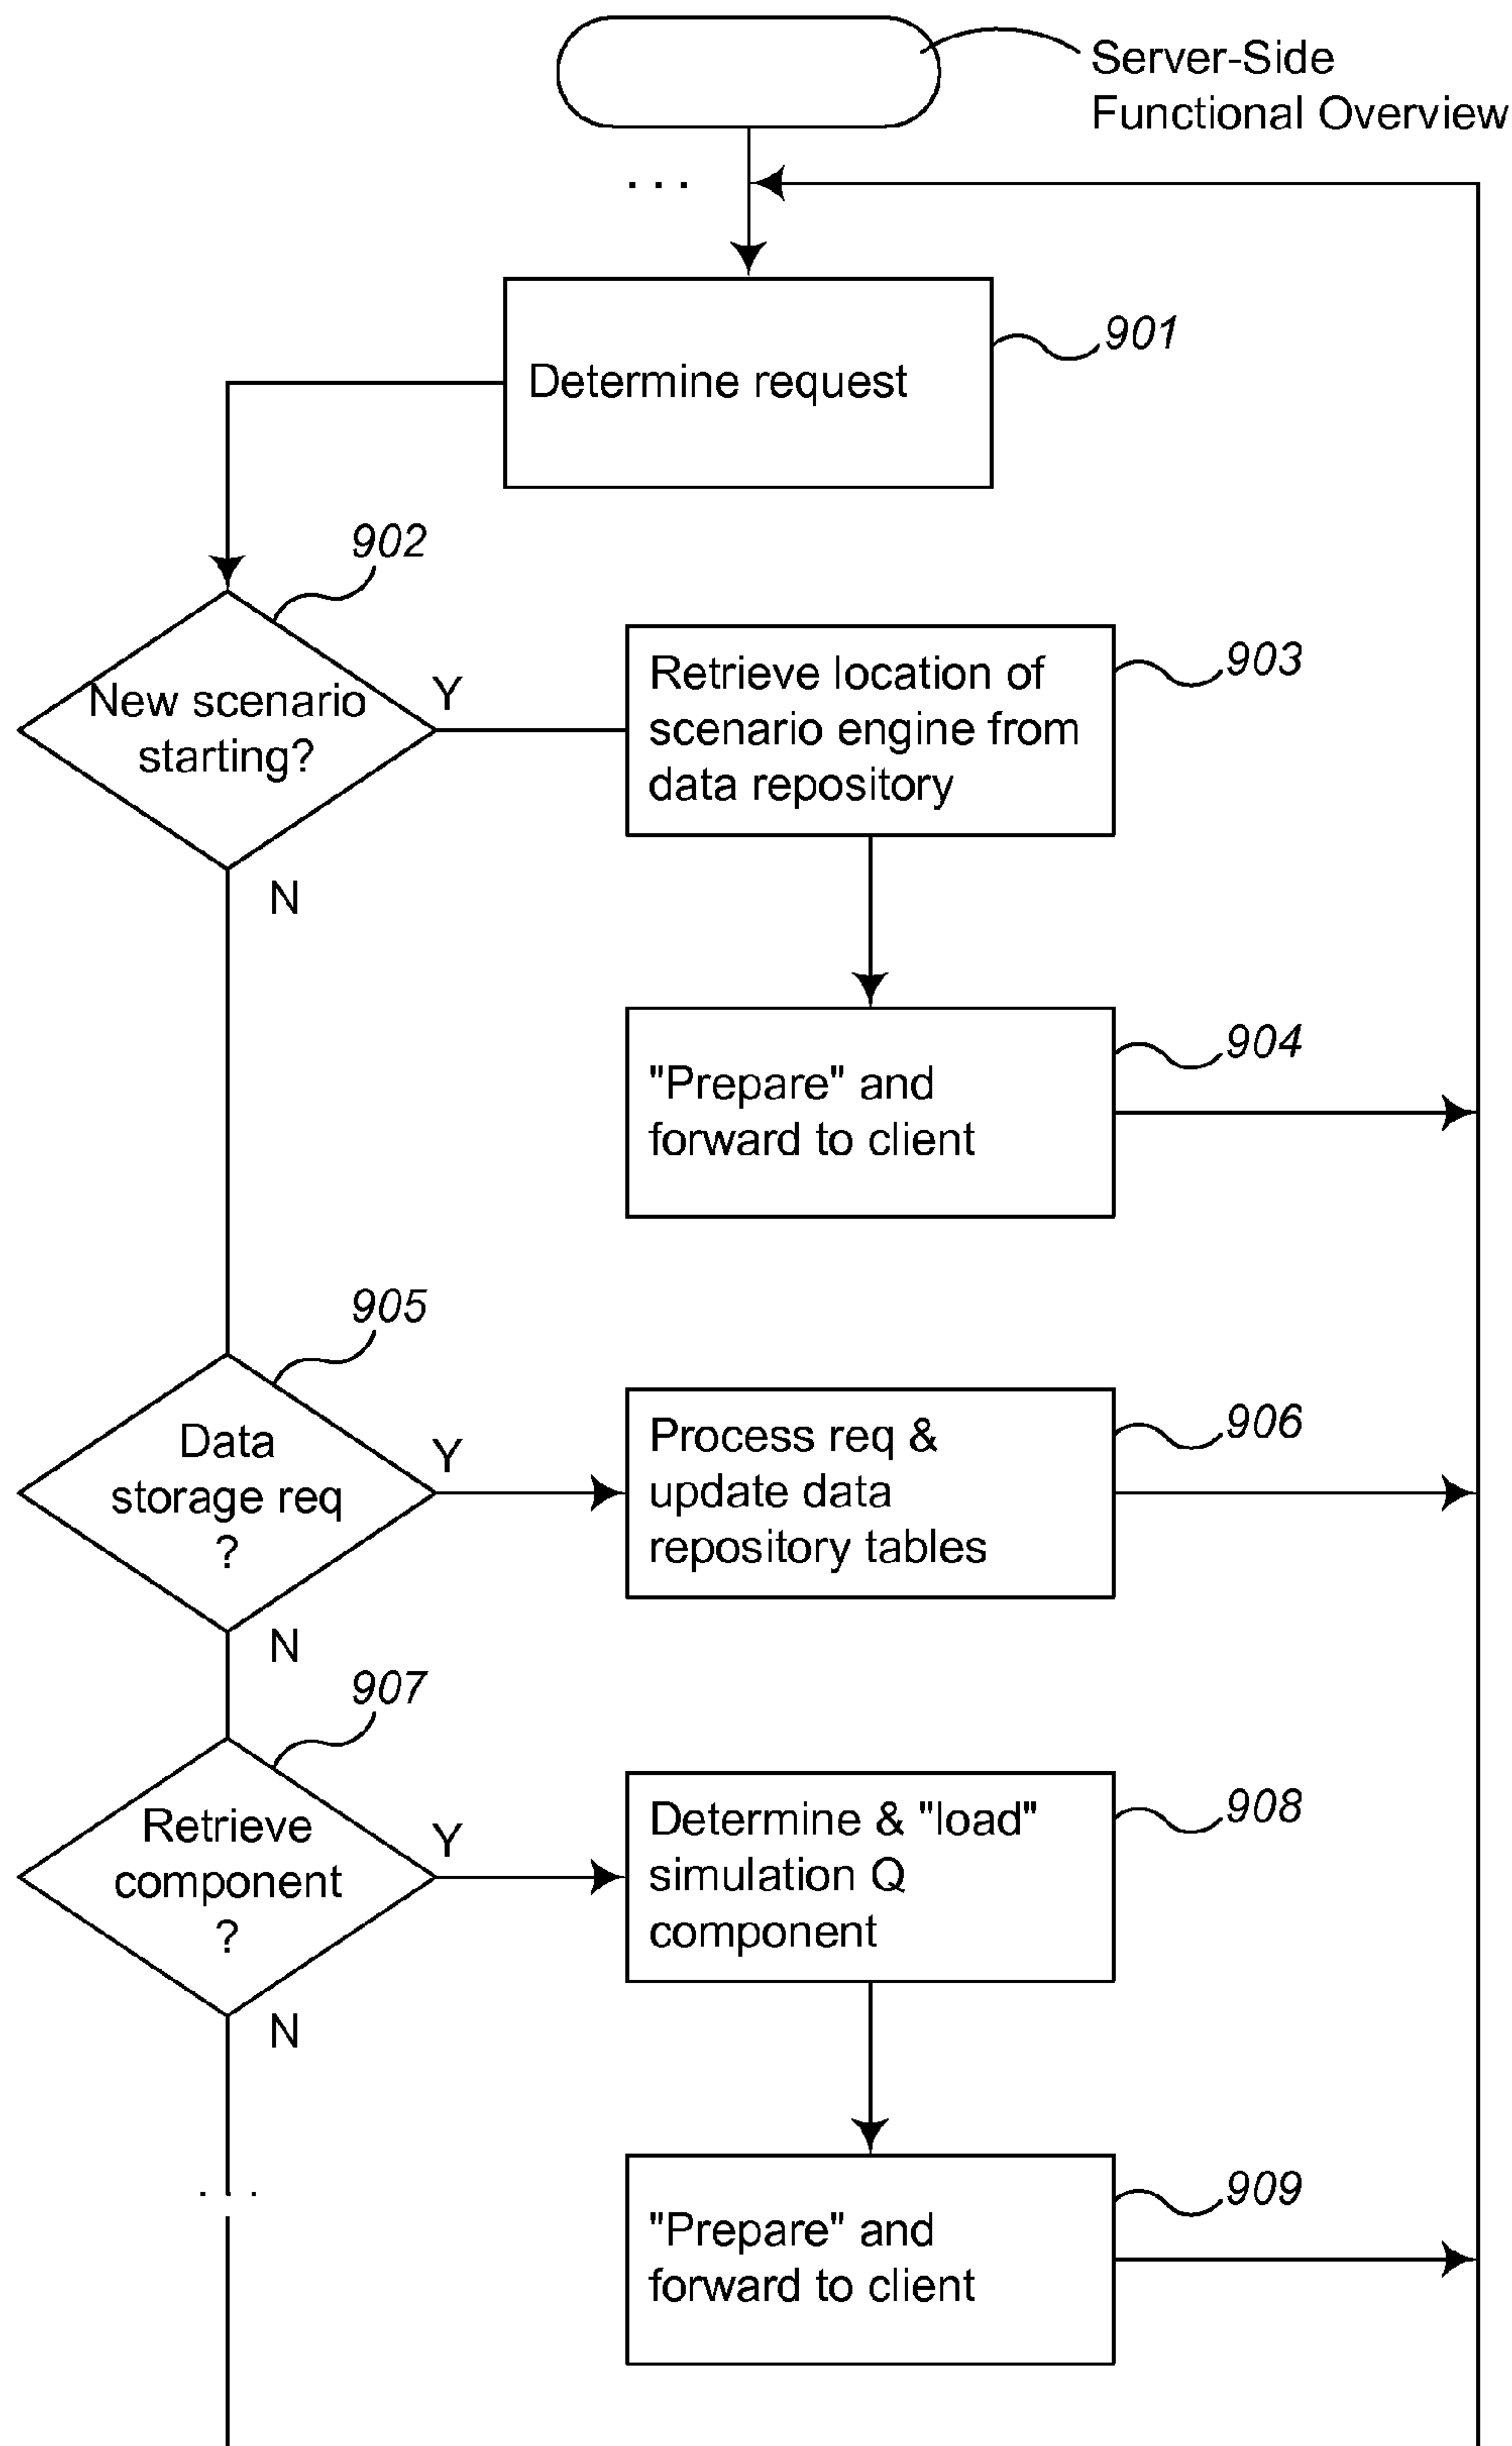 Server-Side
Functional Overview
. . .
901
Determine request
902
903
New scenario
starting?
Y
Retrieve location of
scenario engine from
data repository
N
904
"Prepare" and
forward to client
905
906
Data
storage req
?
Y
Process req &
update data
repository tables
N
907
908
Retrieve
component
?
Y
Determine & "load"
simulation Q
component
N
. . .
909
"Prepare" and
forward to client